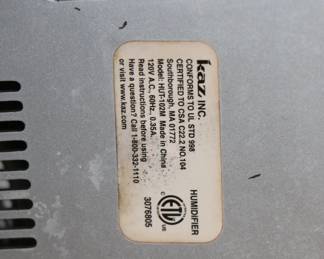 kaz INC.
CONFORMS TO UL STD 998
CERTIFIED TO CSA C22.2 NO.104
Southborough, MA 01772
Model: HUT-102M Made in China
120V A.C., 60Hz, 0.35A.
Read instructions before using
Have a question? Call 1-800-332-1110
or visit www.kaz.com
HUMIDIFIER
C ETL US
3076805